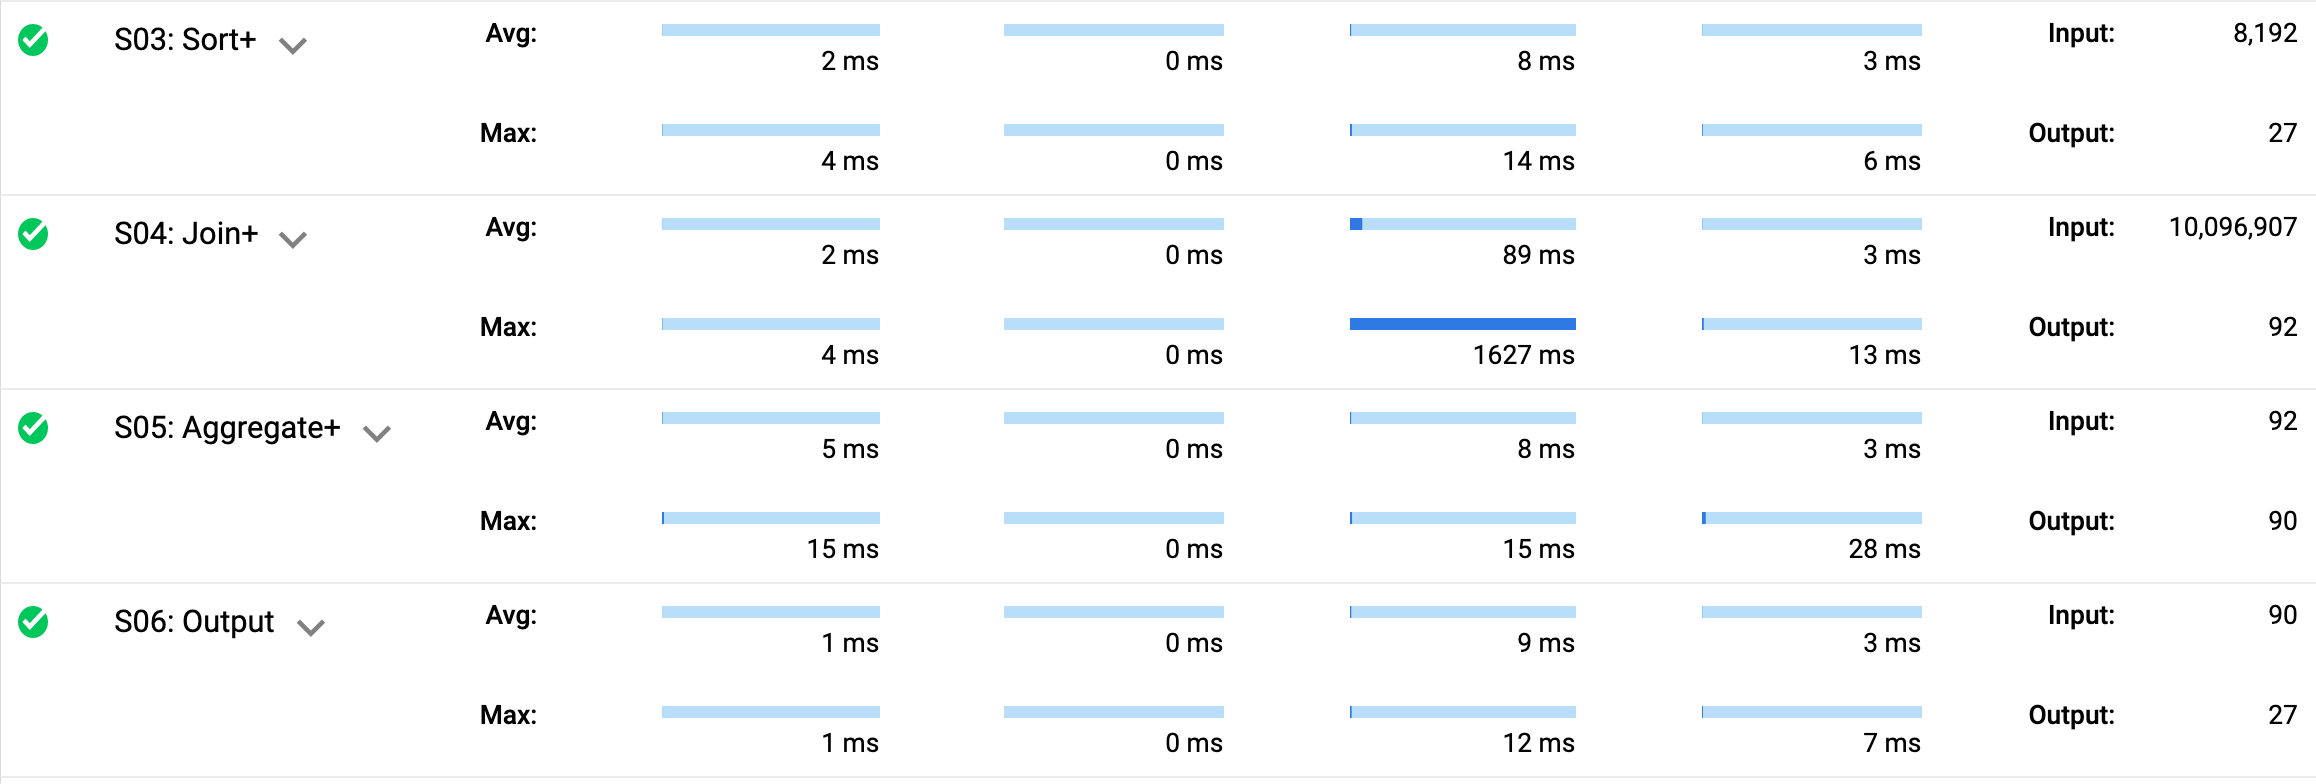 S03: Sort+ Avg: 2 ms 0 ms 8 ms 3 ms Input: 8,192
Max: 4 ms 0 ms 14 ms 6 ms Output: 27
S04: Join+ Avg: 2 ms 0 ms 89 ms 3 ms Input: 10,096,907
Max: 4 ms 0 ms 1627 ms 13 ms Output: 92
S05: Aggregate+ Avg: 5 ms 0 ms 8 ms 3 ms Input: 92
Max: 15 ms 0 ms 15 ms 28 ms Output: 90
S06: Output Avg: 1 ms 0 ms 9 ms 3 ms Input: 90
Max: 1 ms 0 ms 12 ms 7 ms Output: 27